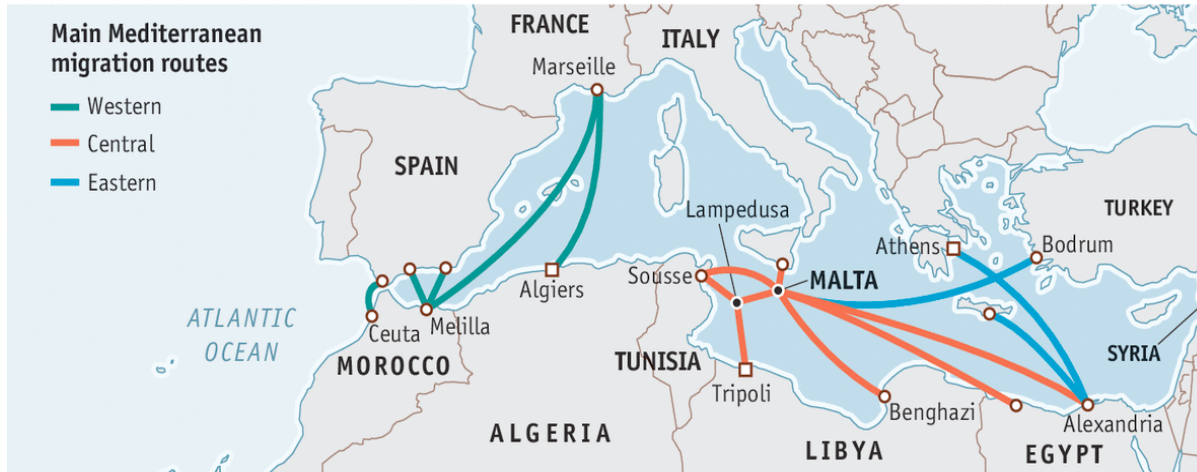 Main Mediterranean
migration routes
Western
Central
Eastern
FRANCE
ITALY
Marseille
SPAIN
TURKEY
Lampedusa
Athens
Bodrum
Sousse
MALTA
Algiers
ATLANTIC
OCEAN
Ceuta
Melilla
MOROCCO
TUNISIA
SYRIA
Tripoli
Benghazi
Alexandria
ALGERIA
LIBYA
EGYPT